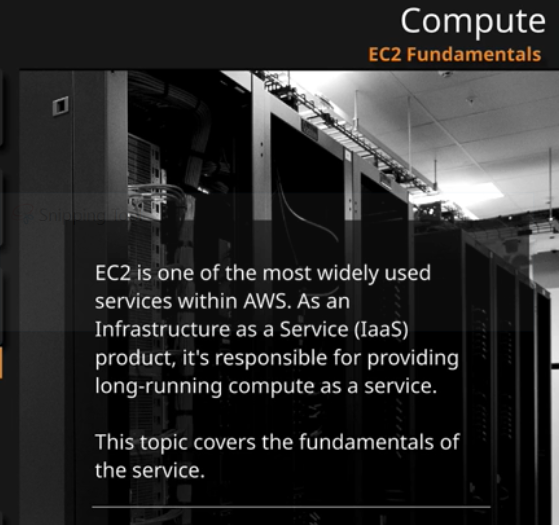 Compute
EC2 Fundamentals
EC2 is one of the most widely used
services within AWS. As an
Infrastructure as a Service (IaaS)
product, it's responsible for providing
long-running compute as a service.
This topic covers the fundamentals of
the service.